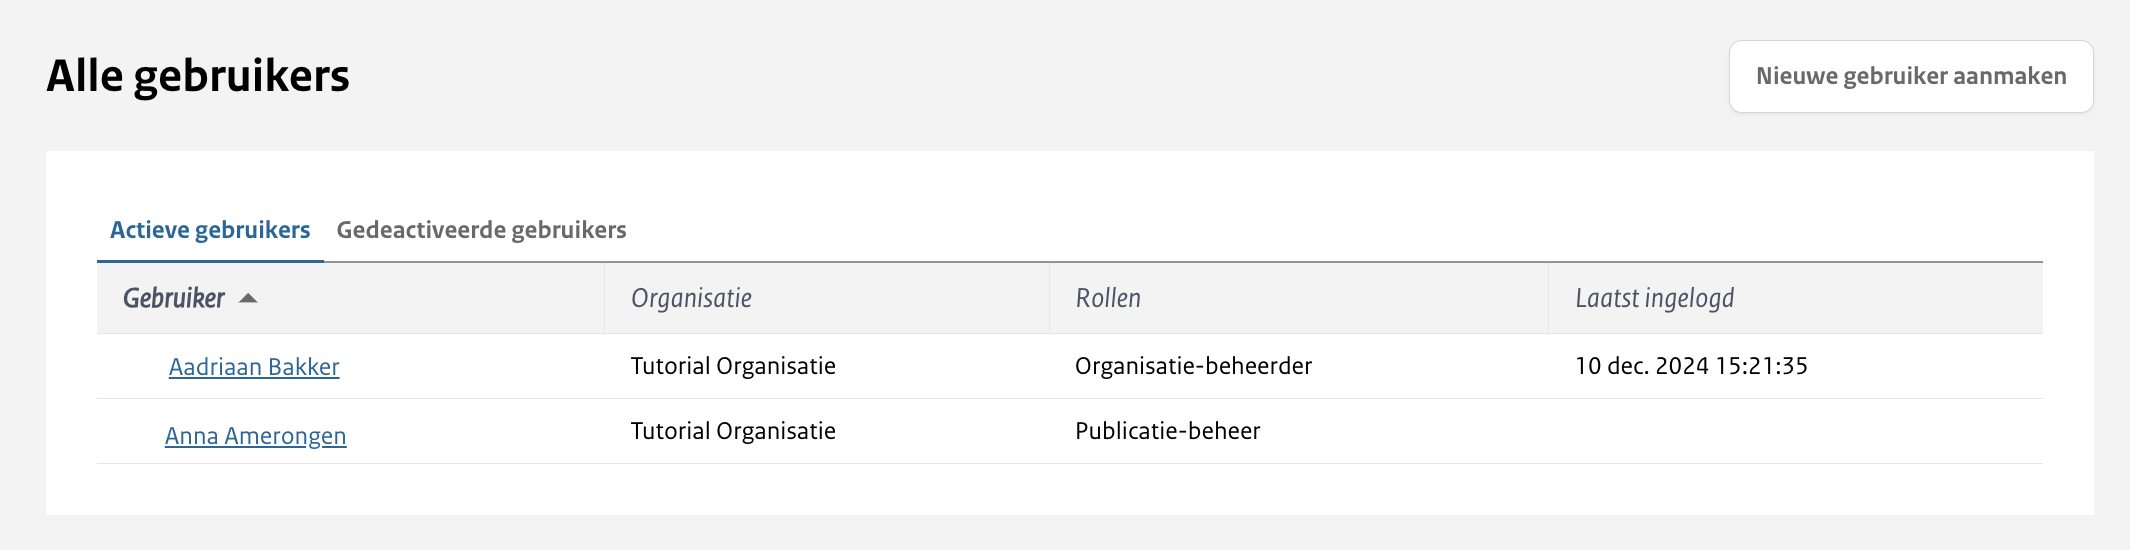 Alle gebruikers
Nieuwe gebruiker aanmaken
Actieve gebruikers Gedeactiveerde gebruikers
Gebruiker Organisatie Rollen Laatst ingelogd
Aadriaan Bakker Tutorial Organisatie Organisatie-beheerder 10 dec. 2024 15:21:35
Anna Amerongen Tutorial Organisatie Publicatie-beheer